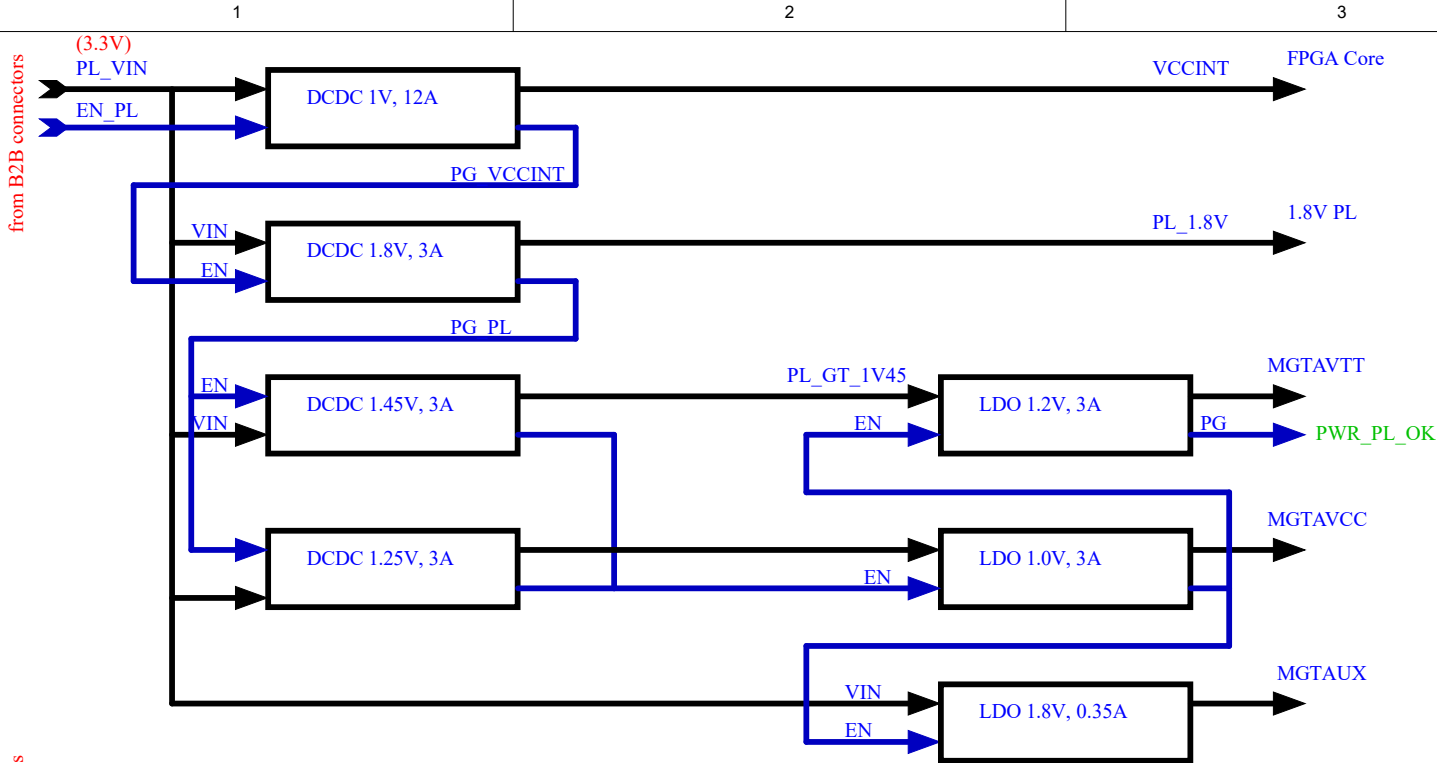 1 2 3
(3.3V)
from B2B connectors
PL_VIN
EN_PL
DCDC 1V, 12A
VCCINT
FPGA Core
PG_VCCINT
VIN
EN
DCDC 1.8V, 3A
PL_1.8V
1.8V PL
PG_PL
EN
VIN
DCDC 1.45V, 3A
PL_GT_1V45
EN
LDO 1.2V, 3A
MGTAVTT
PG
PWR_PL_OK
DCDC 1.25V, 3A
EN
LDO 1.0V, 3A
MGTAVCC
VIN
EN
LDO 1.8V, 0.35A
MGTAUX